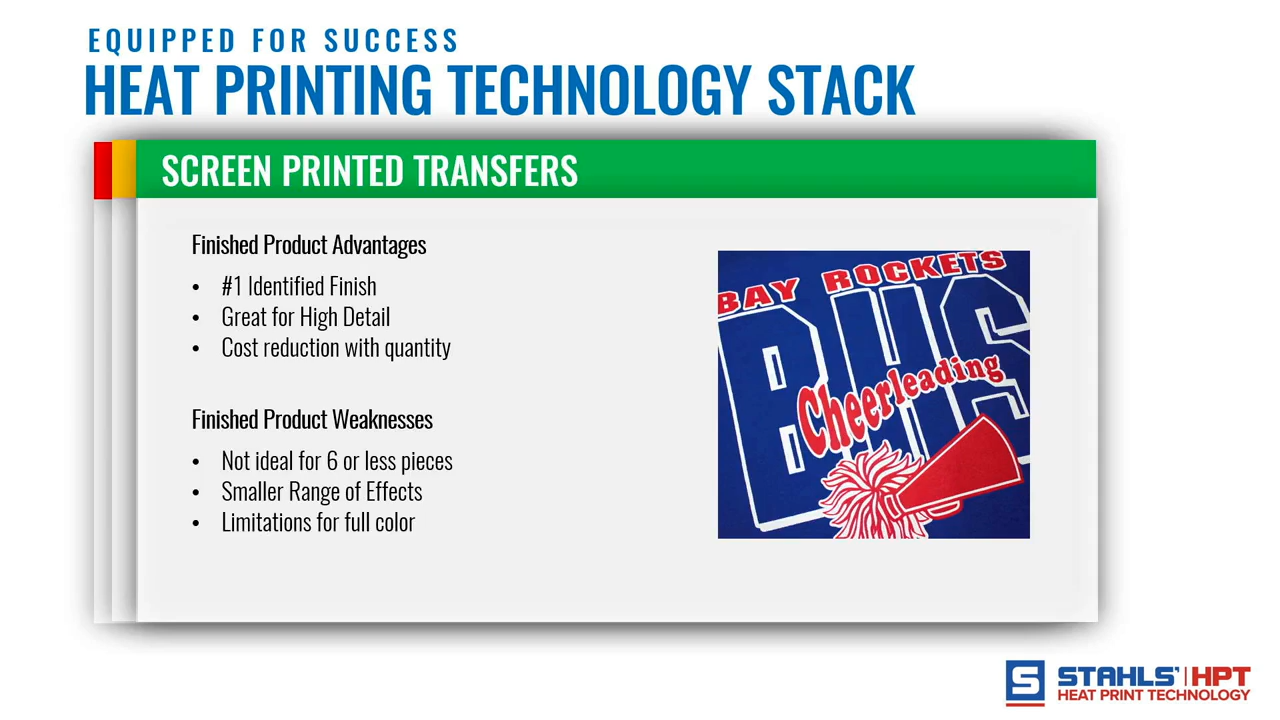 EQUIPPED FOR SUCCESS
HEAT PRINTING TECHNOLOGY STACK
SCREEN PRINTED TRANSFERS
Finished Product Advantages
• #1 Identified Finish
• Great for High Detail
• Cost reduction with quantity
Finished Product Weaknesses
• Not ideal for 6 or less pieces
• Smaller Range of Effects
• Limitations for full color
BAY ROCKETS
BHS
Cheerleading
S STAHLS' | HPT
HEAT PRINT TECHNOLOGY